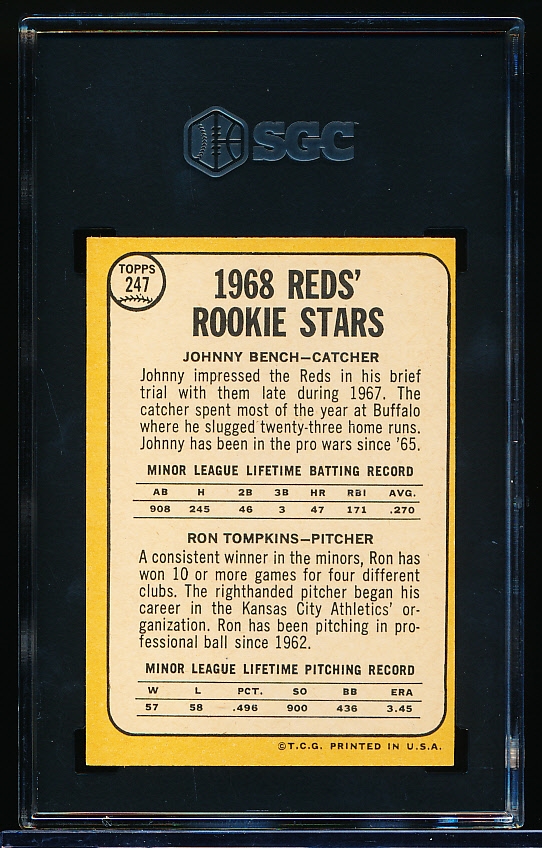 SGC
TOPPS
247
1968 REDS'
ROOKIE STARS
JOHNNY BENCH—CATCHER
Johnny impressed the Reds in his brief
trial with them late during 1967. The
catcher spent most of the year at Buffalo
where he slugged twenty-three home runs.
Johnny has been in the pro wars since '65.
MINOR LEAGUE LIFETIME BATTING RECORD
AB H 2B 3B HR RBI AVG.
908 245 46 3 47 171 .270
RON TOMPKINS—PITCHER
A consistent winner in the minors, Ron has
won 10 or more games for four different
clubs. The righthanded pitcher began his
career in the Kansas City Athletics' or-
ganization. Ron has been pitching in pro-
fessional ball since 1962.
MINOR LEAGUE LIFETIME PITCHING RECORD
W L PCT. SO BB ERA
57 58 .496 900 436 3.45
©T.C.G. PRINTED IN U.S.A.